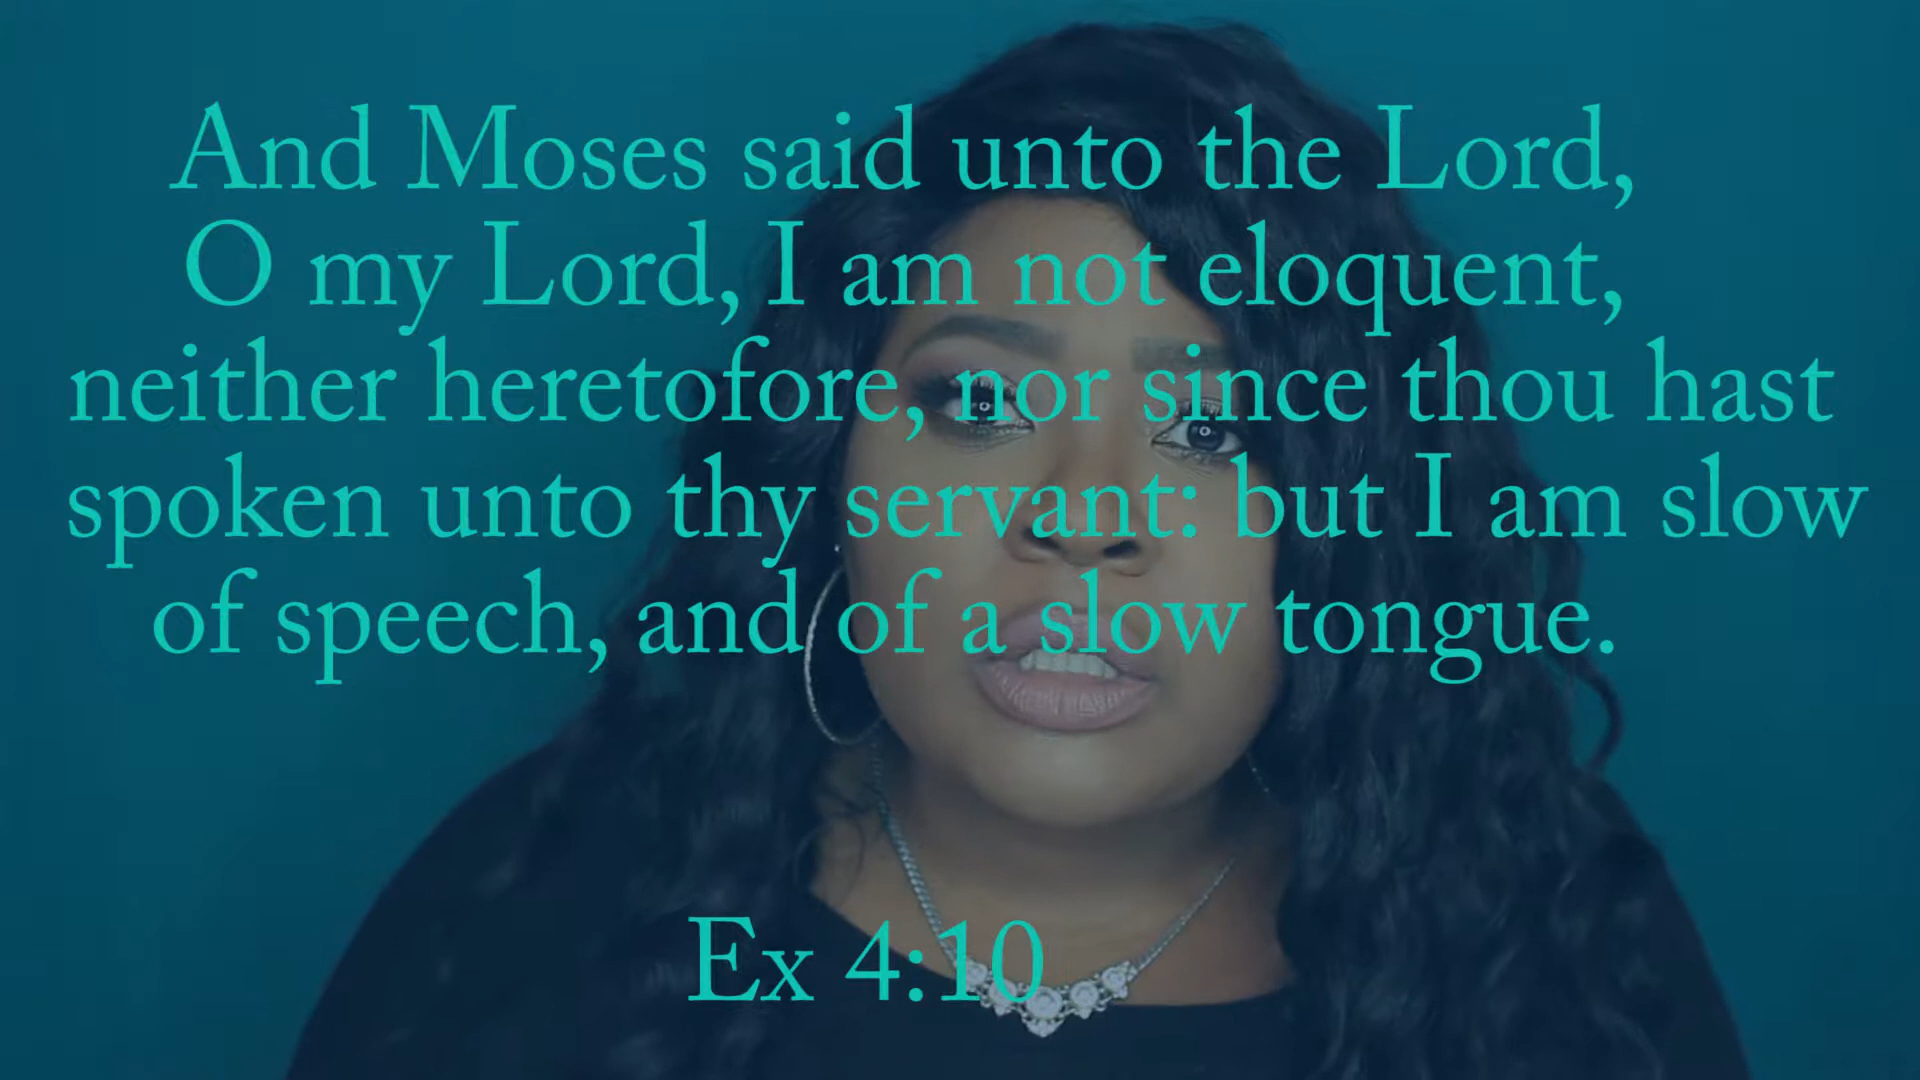 And Moses said unto the Lord,
O my Lord, I am not eloquent,
neither heretofore, nor since thou hast
spoken unto thy servant: but I am slow
of speech, and of a slow tongue.
Ex 4:10